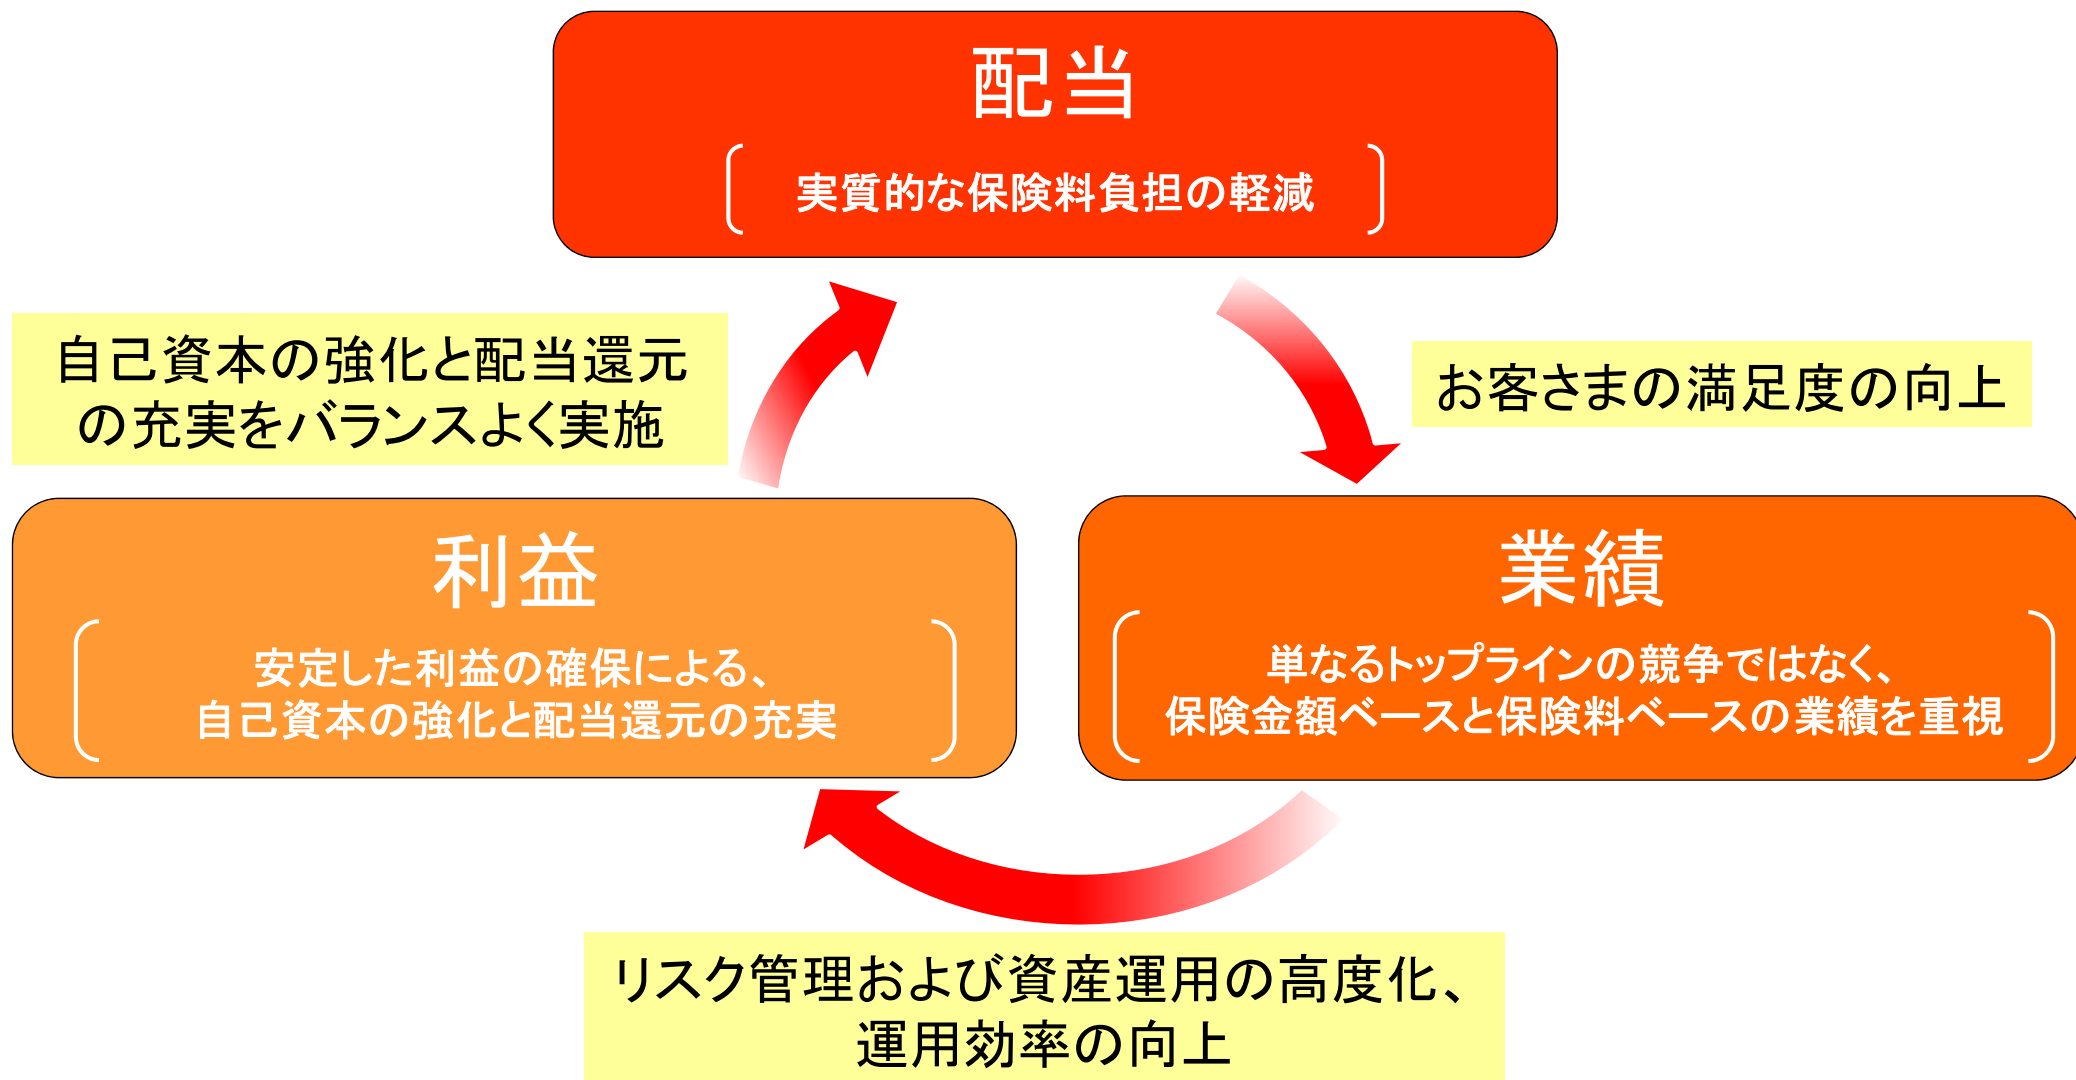 配当
実質的な保険料負担の軽減
自己資本の強化と配当還元
の充実をバランスよく実施
お客さまの満足度の向上
利益
安定した利益の確保による、
自己資本の強化と配当還元の充実
業績
単なるトップラインの競争ではなく、
保険金額ベースと保険料ベースの業績を重視
リスク管理および資産運用の高度化、
運用効率の向上